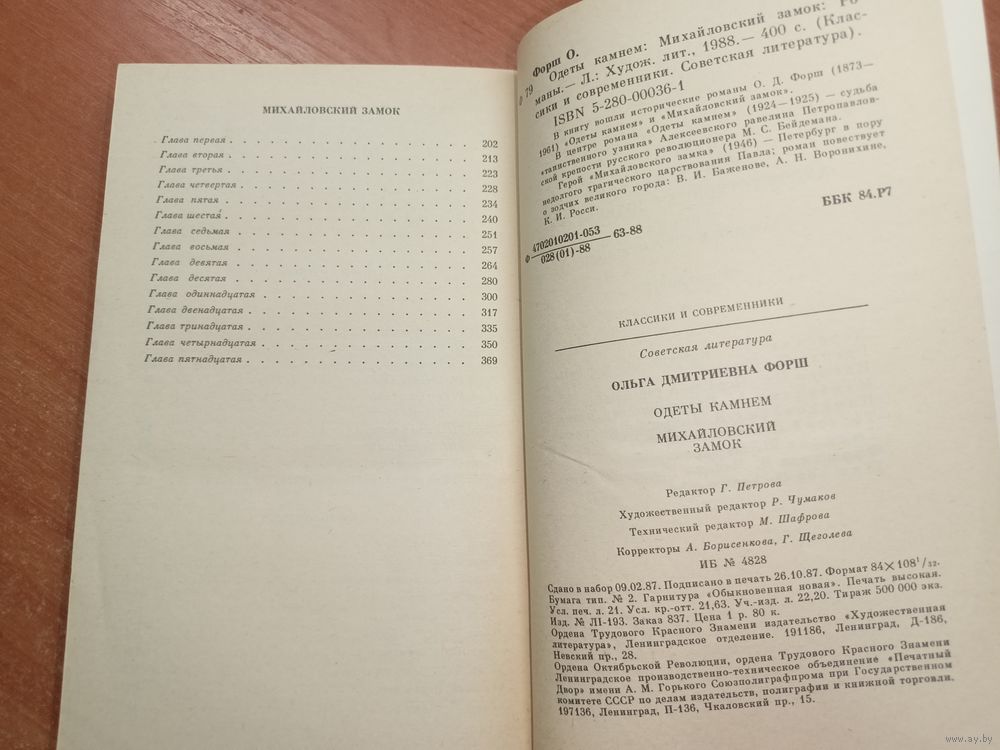 МИХАЙЛОВСКИЙ ЗАМОК
Глава первая . . . 202
Глава вторая . . . 213
Глава третья . . . 223
Глава четвертая . . . 228
Глава пятая . . . 234
Глава шестая . . . 240
Глава седьмая . . . 251
Глава восьмая . . . 257
Глава девятая . . . 264
Глава десятая . . . 280
Глава одиннадцатая . . . 300
Глава двенадцатая . . . 317
Глава тринадцатая . . . 335
Глава четырнадцатая . . . 350
Глава пятнадцатая . . . 369
Форш О.
79 Одеты камнем: Михайловский замок: Ро-
маны.— Л.: Худож. лит., 1988.— 400 с. (Клас-
сики и современники. Советская литература).
ISBN 5-280-00036-1
В книгу вошли исторические романы О. Д. Форш (1873—
1961) «Одеты камнем» и «Михайловский замок».
В центре романа «Одеты камнем» (1924—1925) — судьба
«таинственного узника» Алексеевского равелина Петропавлов-
ской крепости русского революционера М. С. Бейдемана.
Герой «Михайловского замка» (1946) — Петербург в пору
недолгого трагического царствования Павла; роман повествует
о зодчих великого города: В. И. Баженове, А. Н. Воронихине,
К. И. Росси.
Ф 4702010201-053
028(01)-88 63-88
ББК 84.Р7
КЛАССИКИ И СОВРЕМЕННИКИ
Советская литература
ОЛЬГА ДМИТРИЕВНА ФОРШ
ОДЕТЫ КАМНЕМ
МИХАЙЛОВСКИЙ
ЗАМОК
Редактор Г. Петрова
Художественный редактор Р. Чумаков
Технический редактор М. Шафрова
Корректоры А. Борисенкова, Г. Щеголева
ИБ № 4828
Сдано в набор 09.02.87. Подписано в печать 26.10.87. Формат 84×108¹/₃₂.
Бумага тип. № 2. Гарнитура «Обыкновенная новая». Печать высокая.
Усл. печ. л. 21. Усл. кр.-отт. 21,63. Уч.-изд. л. 22,20. Тираж 500 000 экз.
Изд. № ЛI-193. Заказ 837. Цена 1 р. 80 к.
Ордена Трудового Красного Знамени издательство «Художественная
литература», Ленинградское отделение. 191186, Ленинград, Д-186,
Невский пр., 28.
Ордена Октябрьской Революции, ордена Трудового Красного Знамени
Ленинградское производственно-техническое объединение «Печатный
Двор» имени А. М. Горького Союзполиграфпрома при Государственном
комитете СССР по делам издательств, полиграфии и книжной торговли.
197136, Ленинград, П-136, Чкаловский пр., 15.
www.ay.by